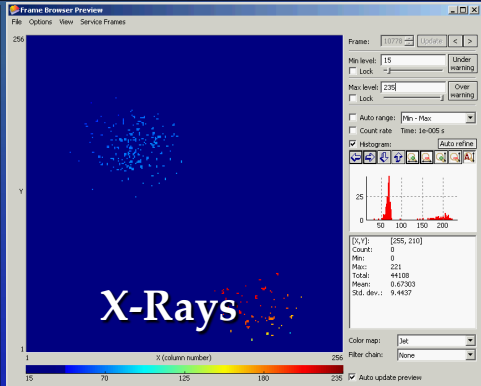 Frame Browser Preview
File Options View Service Frames
256
Y
1
1 X (column number) 256
15 70 125 180 235
X-Rays
Frame: 10778 Update < >
Min level: 15 Under warning
Lock
Max level: 235 Over warning
Lock
Auto range: Min - Max
Count rate Time: 1e-005 s
Histogram: Auto refine
25
0
50 100 150 200
[X,Y]: [255, 210]
Count: 0
Min: 0
Max: 221
Total: 44108
Mean: 0.67303
Std. dev.: 9.4437
Color map: Jet
Filter chain: None
Auto update preview